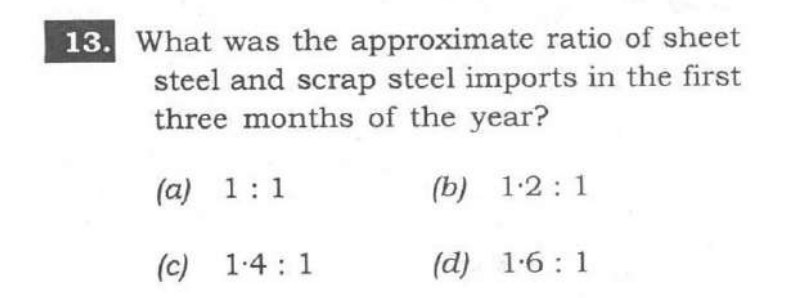 13. What was the approximate ratio of sheet
steel and scrap steel imports in the first
three months of the year?
(a) 1 : 1 (b) 1·2 : 1
(c) 1·4 : 1 (d) 1·6 : 1